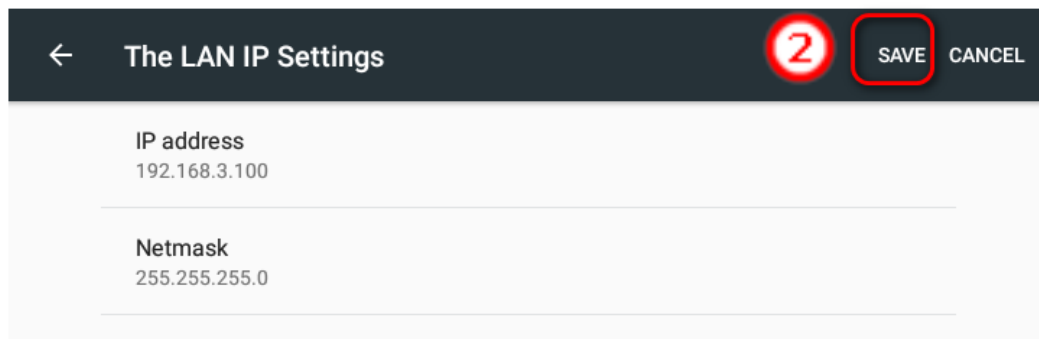 The LAN IP Settings 2 SAVE CANCEL
IP address
192.168.3.100
Netmask
255.255.255.0